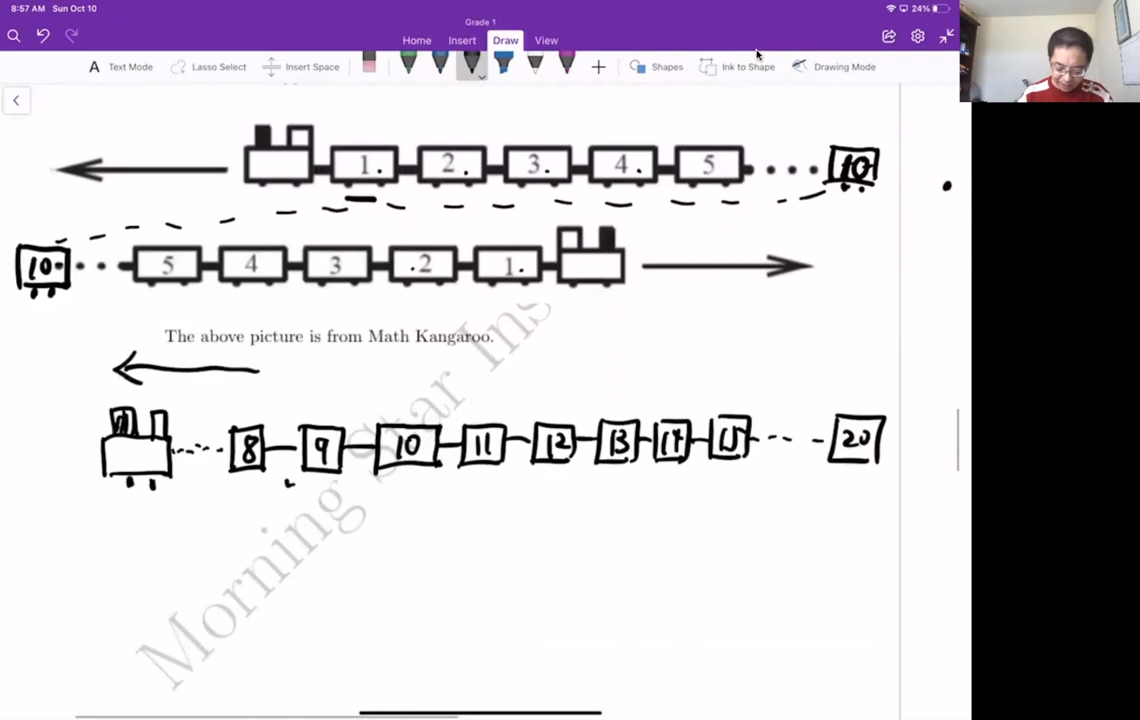 8:57 AM Sun Oct 10
24%
Grade 1
Home Insert Draw View
A Text Mode Lasso Select Insert Space + Shapes Ink to Shape Drawing Mode
1. 2. 3. 4. 5 10
10 5 4 3 .2 1.
The above picture is from Math Kangaroo.
8 9 10 11 12 13 14 15 20
Morning Star Ins